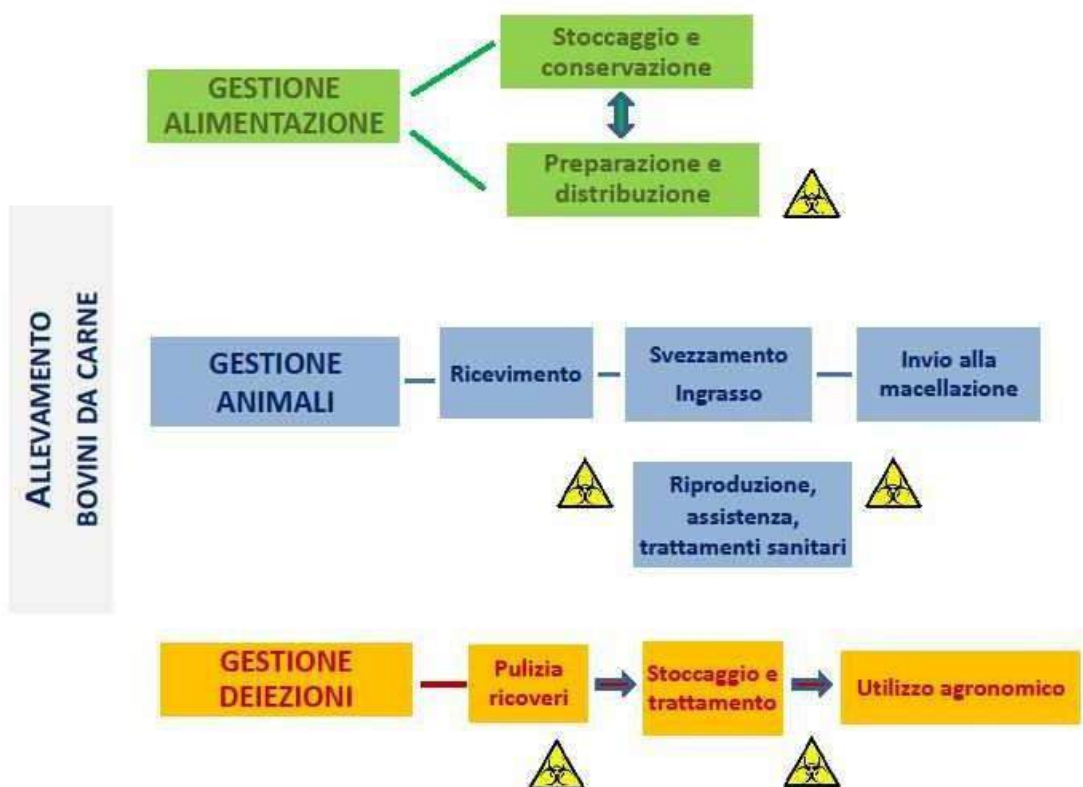 ALLEVAMENTO
BOVINI DA CARNE
GESTIONE
ALIMENTAZIONE
Stoccaggio e
conservazione
Preparazione e
distribuzione
GESTIONE
ANIMALI
Ricevimento
Svezzamento
Ingrasso
Invio alla
macellazione
Riproduzione,
assistenza,
trattamenti sanitari
GESTIONE
DEIEZIONI
Pulizia
ricoveri
Stoccaggio e
trattamento
Utilizzo agronomico